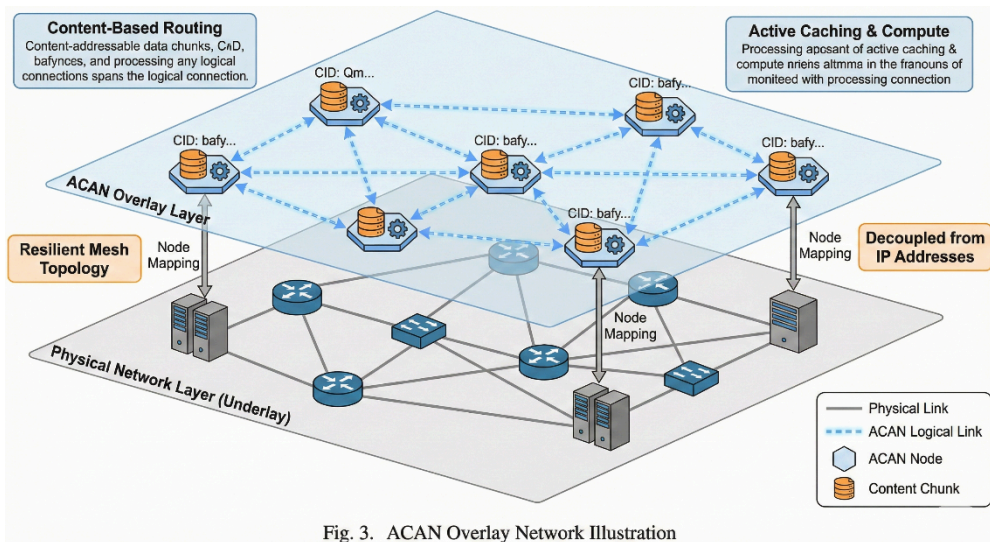 Content-Based Routing
Content-addressable data chunks, CAD,
bafynces, and processing any logical
connections spans the logical connection.
Active Caching & Compute
Processing aposant of active caching &
compute nriens altmma in the franouns of
moniteed with processing connection
CID: Qm...
CID: bafy...
CID: bafy...
CID: bafy...
CID: bafy...
CID: bafy...
ACAN Overlay Layer
Resilient Mesh
Topology
Node
Mapping
Node
Mapping
Node
Mapping
Decoupled from
IP Addresses
Physical Network Layer (Underlay)
Physical Link
ACAN Logical Link
ACAN Node
Content Chunk
Fig. 3. ACAN Overlay Network Illustration